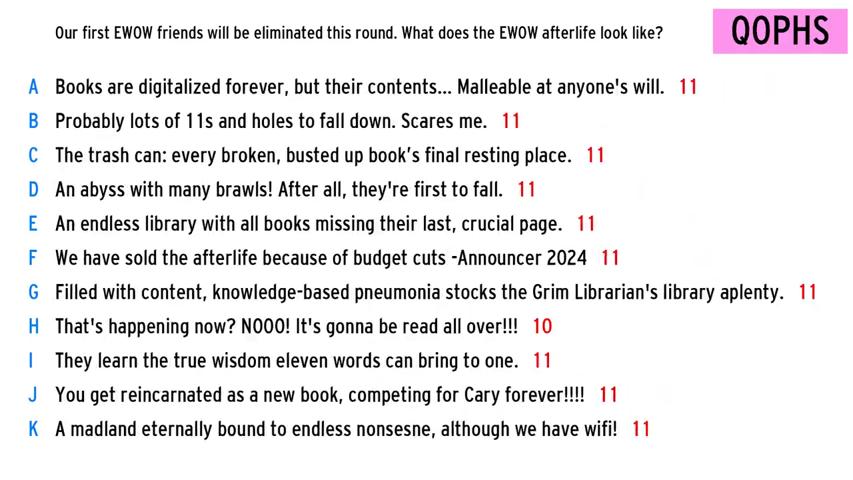 Our first EWOW friends will be eliminated this round. What does the EWOW afterlife look like?
QOPHS
A Books are digitalized forever, but their contents... Malleable at anyone's will. 11
B Probably lots of 11s and holes to fall down. Scares me. 11
C The trash can: every broken, busted up book’s final resting place. 11
D An abyss with many brawls! After all, they're first to fall. 11
E An endless library with all books missing their last, crucial page. 11
F We have sold the afterlife because of budget cuts -Announcer 2024 11
G Filled with content, knowledge-based pneumonia stocks the Grim Librarian's library aplenty. 11
H That's happening now? NOOO! It's gonna be read all over!!! 10
I They learn the true wisdom eleven words can bring to one. 11
J You get reincarnated as a new book, competing for Cary forever!!!! 11
K A madland eternally bound to endless nonsesne, although we have wifi! 11